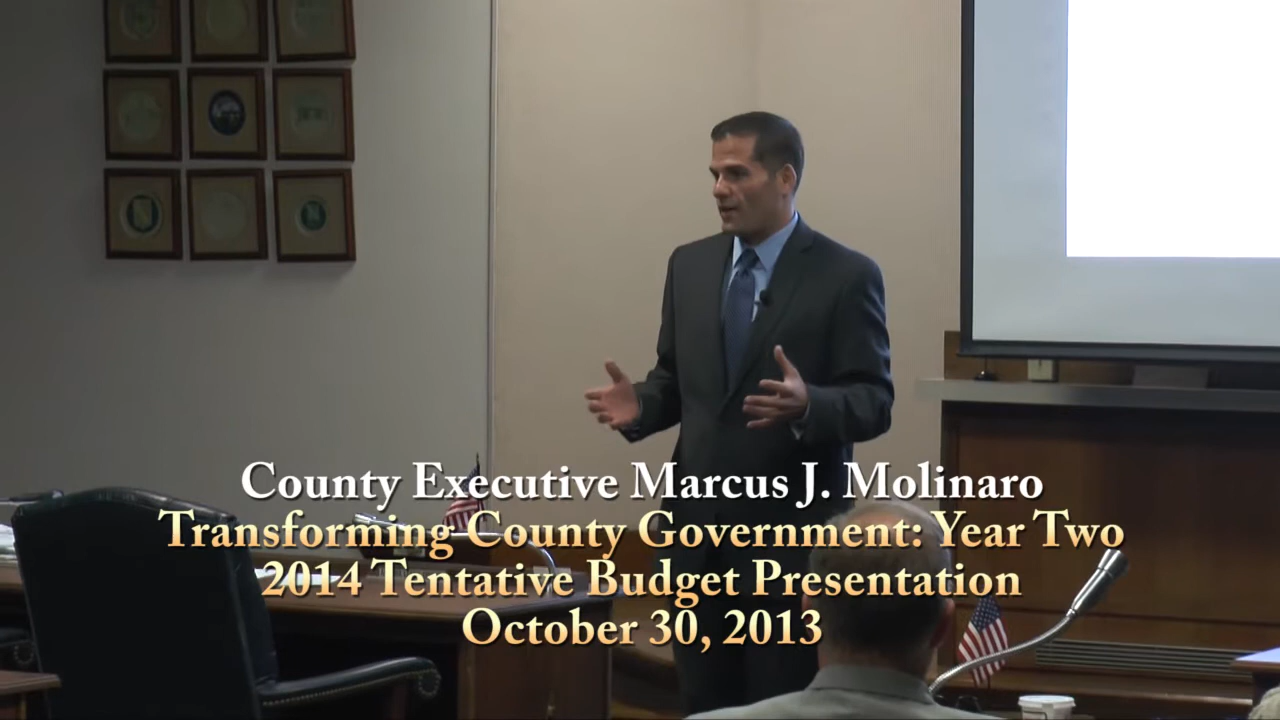 County Executive Marcus J. Molinaro
Transforming County Government: Year Two
2014 Tentative Budget Presentation
October 30, 2013